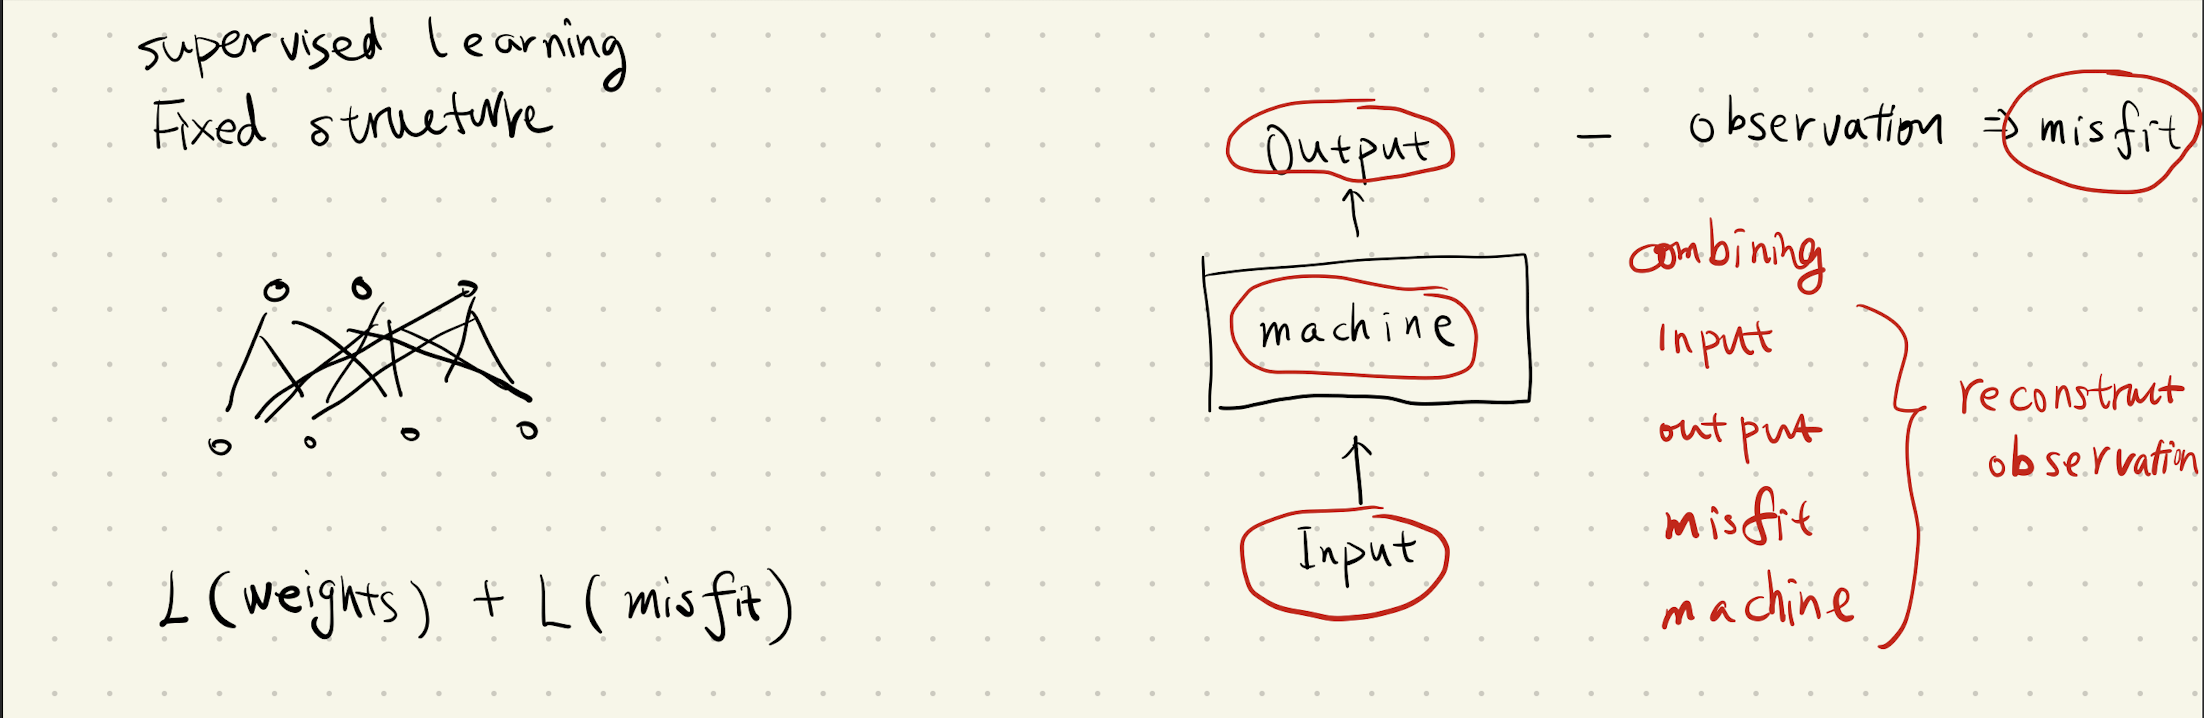 supervised learning
Fixed structure
L(weights) + L(misfit)
Output - observation ⇒ misfit
↑
machine
↑
Input
combining
Input
output
misfit
machine
reconstruct
observation